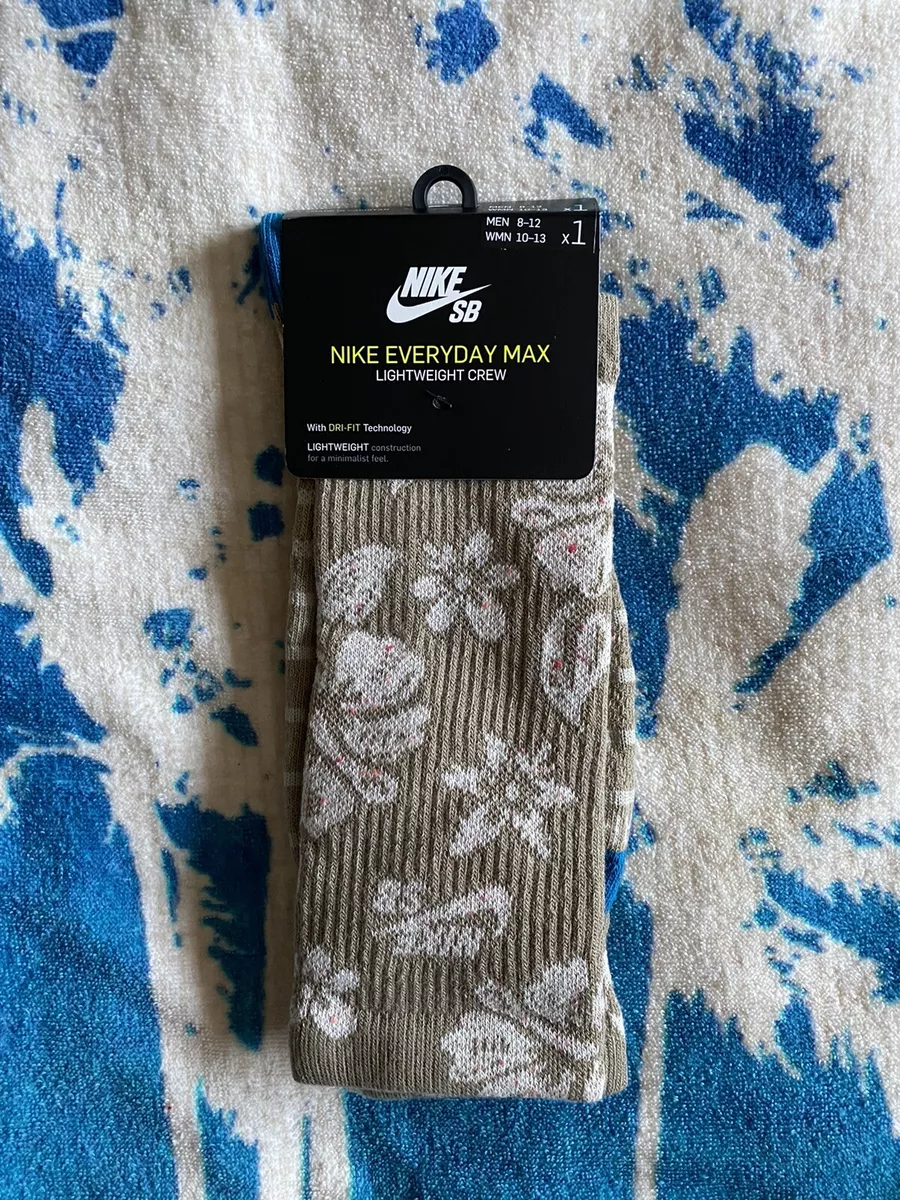 MEN 8–12
WMN 10–13 x1
NIKE
SB
NIKE EVERYDAY MAX
LIGHTWEIGHT CREW
With DRI-FIT Technology
LIGHTWEIGHT construction
for a minimalist feel.